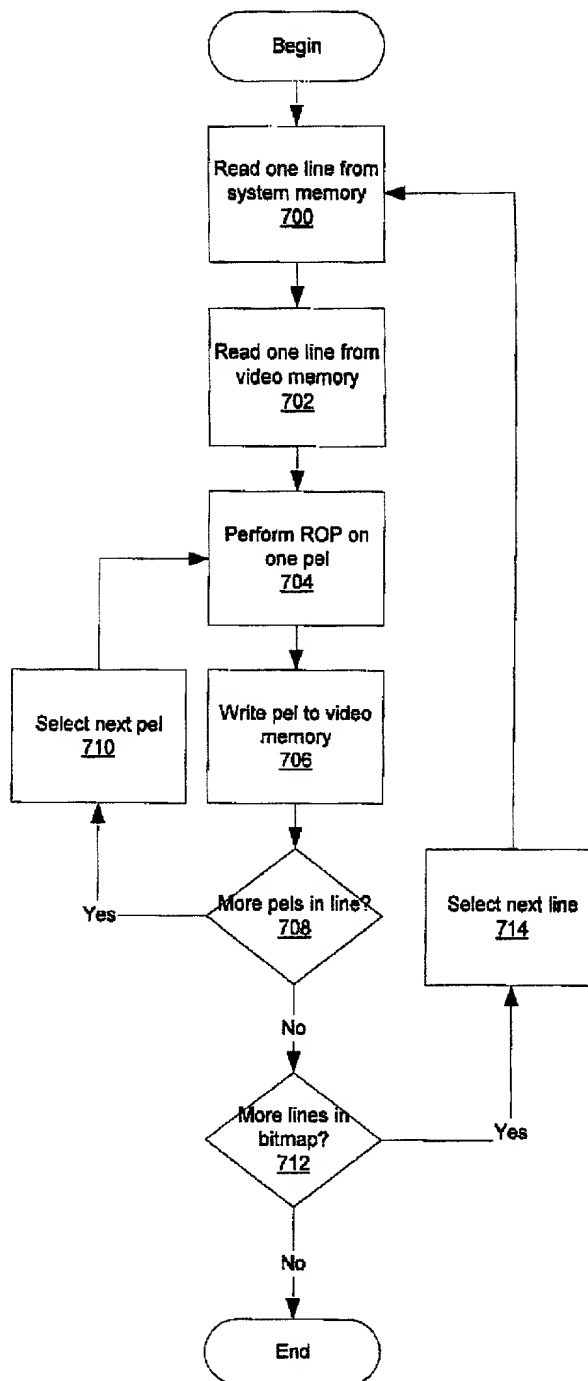 Begin
Read one line from
system memory
700
Read one line from
video memory
702
Perform ROP on
one pel
704
Select next pel
710
Write pel to video
memory
706
More pels in line?
708
Yes
Select next line
714
No
More lines in
bitmap?
712
Yes
No
End